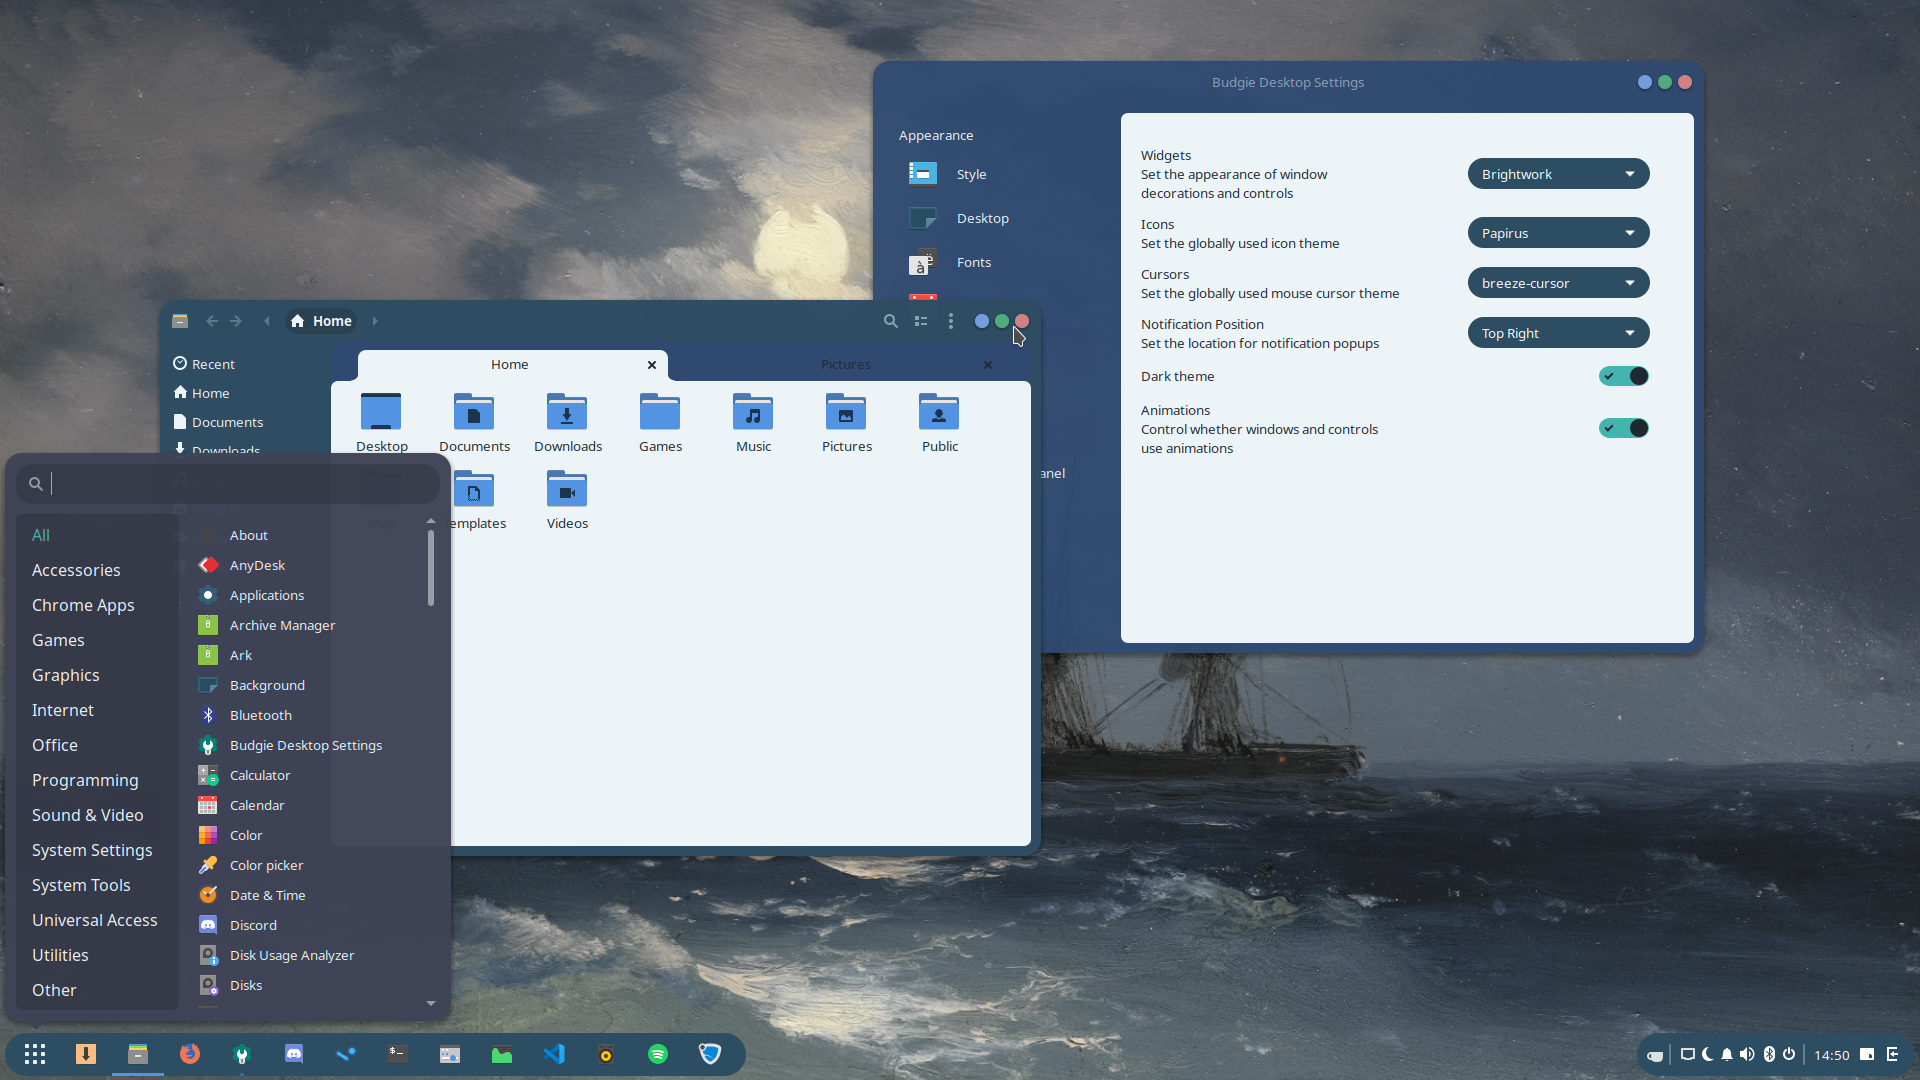 Budgie Desktop Settings
Appearance
Style
Desktop
Fonts
anel
Widgets
Set the appearance of window
decorations and controls
Brightwork
Icons
Set the globally used icon theme
Papirus
Cursors
Set the globally used mouse cursor theme
breeze-cursor
Notification Position
Set the location for notification popups
Top Right
Dark theme
Animations
Control whether windows and controls
use animations
Home
Recent
Home
Documents
Downloads
Home
Pictures
Desktop
Documents
Downloads
Games
Music
Pictures
Public
snap
Templates
Videos
All
Accessories
Chrome Apps
Games
Graphics
Internet
Office
Programming
Sound & Video
System Settings
System Tools
Universal Access
Utilities
Other
About
AnyDesk
Applications
Archive Manager
Ark
Background
Bluetooth
Budgie Desktop Settings
Calculator
Calendar
Color
Color picker
Date & Time
Discord
Disk Usage Analyzer
Disks
14:50